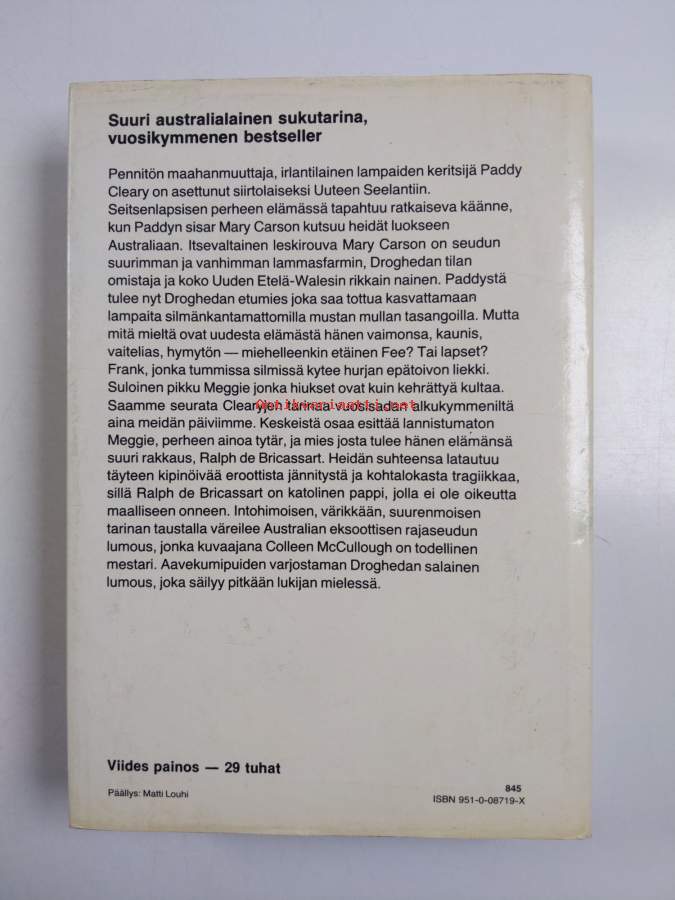 Suuri australialainen sukutarina,
vuosikymmenen bestseller
Pennitön maahanmuuttaja, irlantilainen lampaiden keritsijä Paddy
Cleary on asettunut siirtolaiseksi Uuteen Seelantiin.
Seitsenlapsisen perheen elämässä tapahtuu ratkaiseva käänne,
kun Paddyn sisar Mary Carson kutsuu heidät luokseen
Australiaan. Itsevaltainen leskirouva Mary Carson on seudun
suurimman ja vanhimman lammasfarmin, Droghedan tilan
omistaja ja koko Uuden Etelä-Walesin rikkain nainen. Paddystä
tulee nyt Droghedan etumies joka saa tottua kasvattamaan
lampaita silmänkantamattomilla mustan mullan tasangoilla. Mutta
mitä mieltä ovat uudesta elämästä hänen vaimonsa, kaunis,
vaitelias, hymytön — miehelleenkin etäinen Fee? Tai lapset?
Frank, jonka tummissa silmissä kytee hurjan epätoivon liekki.
Suloinen pikku Meggie jonka hiukset ovat kuin kehrättyä kultaa.
Saamme seurata Clearyjen tarinaa vuosisadan alkukymmeniltä
Antikvariaatti.net
aina meidän päiviimme. Keskeistä osaa esittää lannistumaton
Meggie, perheen ainoa tytär, ja mies josta tulee hänen elämänsä
suuri rakkaus, Ralph de Bricassart. Heidän suhteensa latautuu
täyteen kipinöivää eroottista jännitystä ja kohtalokasta tragiikkaa,
sillä Ralph de Bricassart on katolinen pappi, jolla ei ole oikeutta
maalliseen onneen. Intohimoisen, värikkään, suurenmoisen
tarinan taustalla väreilee Australian eksoottisen rajaseudun
lumous, jonka kuvaajana Colleen McCullough on todellinen
mestari. Aavekumipuiden varjostaman Droghedan salainen
lumous, joka säilyy pitkään lukijan mielessä.
Viides painos — 29 tuhat
Päällys: Matti Louhi
845
ISBN 951-0-08719-X